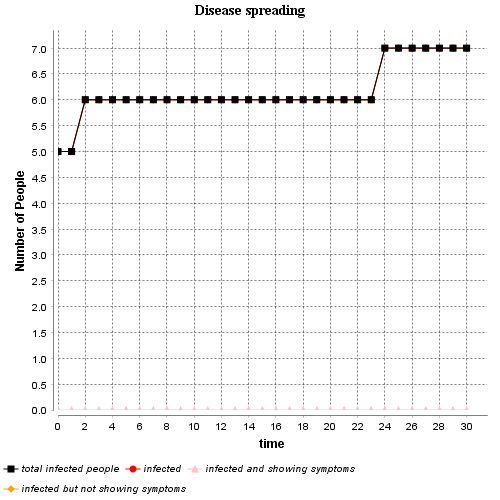 Disease spreading
Number of People
7.0
6.5
6.0
5.5
5.0
4.5
4.0
3.5
3.0
2.5
2.0
1.5
1.0
0.5
0.0
0 2 4 6 8 10 12 14 16 18 20 22 24 26 28 30
time
total infected people infected infected and showing symptoms
infected but not showing symptoms